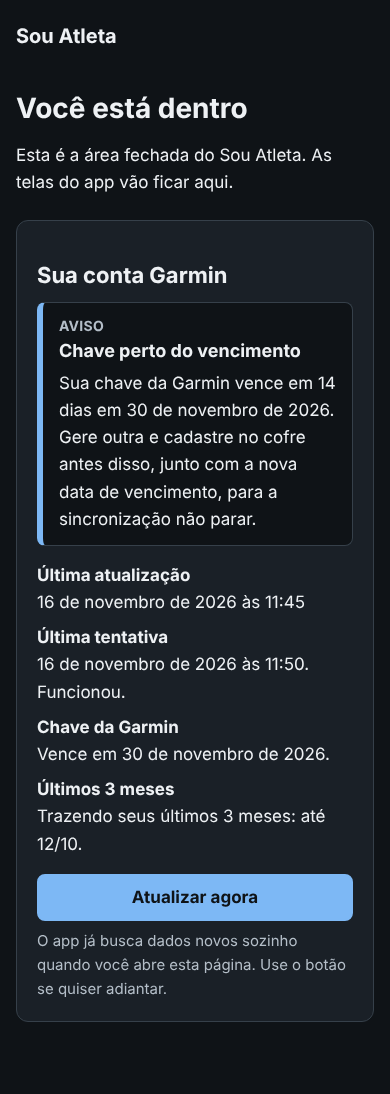 Sou Atleta
Você está dentro
Esta é a área fechada do Sou Atleta. As
telas do app vão ficar aqui.
Sua conta Garmin
AVISO
Chave perto do vencimento
Sua chave da Garmin vence em 14
dias em 30 de novembro de 2026.
Gere outra e cadastre no cofre
antes disso, junto com a nova
data de vencimento, para a
sincronização não parar.
Última atualização
16 de novembro de 2026 às 11:45
Última tentativa
16 de novembro de 2026 às 11:50.
Funcionou.
Chave da Garmin
Vence em 30 de novembro de 2026.
Últimos 3 meses
Trazendo seus últimos 3 meses: até
12/10.
Atualizar agora
O app já busca dados novos sozinho
quando você abre esta página. Use o botão
se quiser adiantar.